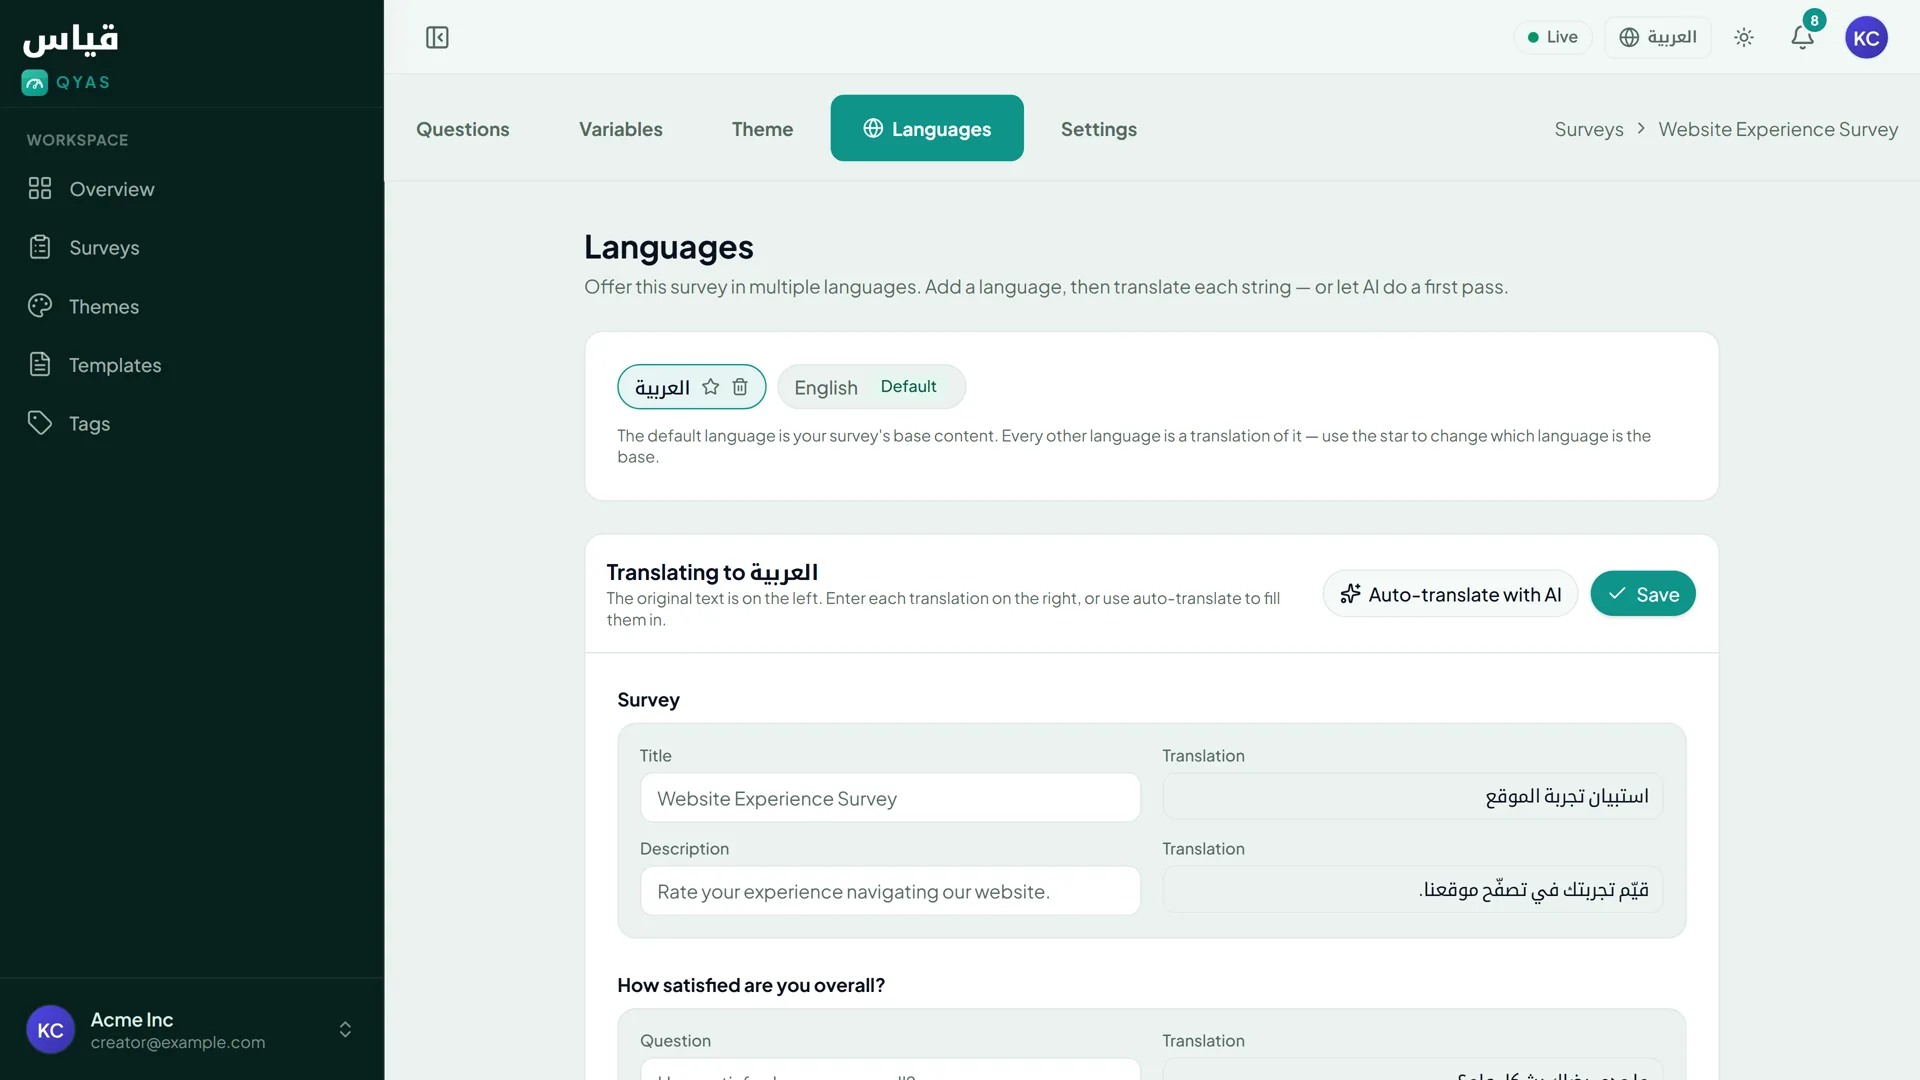 قياس
QYAS
WORKSPACE
Overview
Surveys
Themes
Templates
Tags
KC
Acme Inc
creator@example.com
Live
العربية
8
KC
Questions
Variables
Theme
Languages
Settings
Surveys > Website Experience Survey
Languages
Offer this survey in multiple languages. Add a language, then translate each string — or let AI do a first pass.
العربية
English Default
The default language is your survey's base content. Every other language is a translation of it — use the star to change which language is the
base.
Translating to العربية
The original text is on the left. Enter each translation on the right, or use auto-translate to fill
them in.
Auto-translate with AI
Save
Survey
Title
Translation
Website Experience Survey
استبيان تجربة الموقع
Description
Translation
Rate your experience navigating our website.
قيّم تجربتك في تصفّح موقعنا.
How satisfied are you overall?
Question
Translation